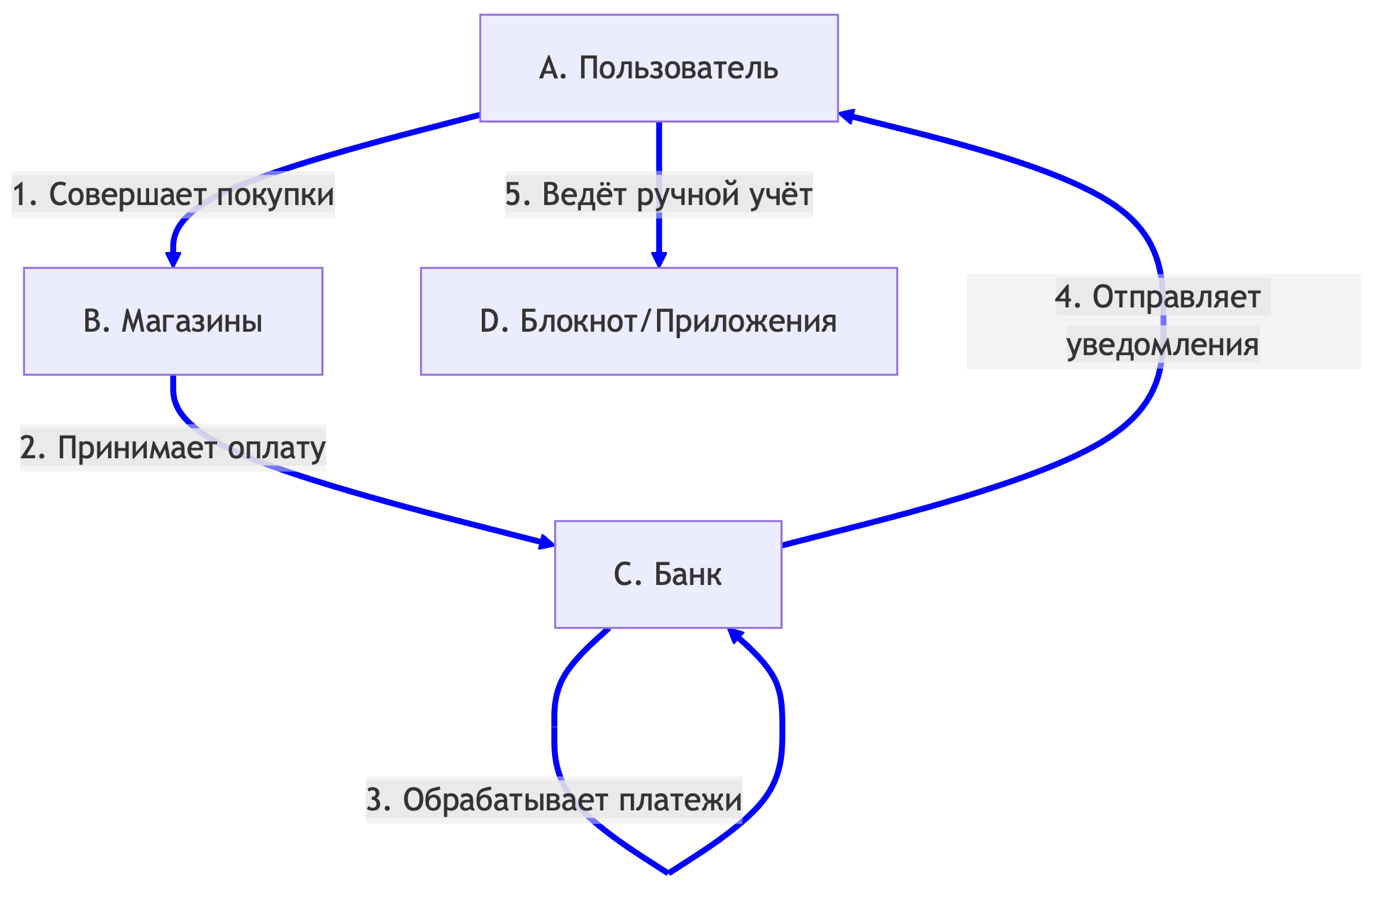 А. Пользователь
1. Совершает покупки
5. Ведёт ручной учёт
В. Магазины
D. Блокнот/Приложения
4. Отправляет
уведомления
2. Принимает оплату
С. Банк
3. Обрабатывает платежи